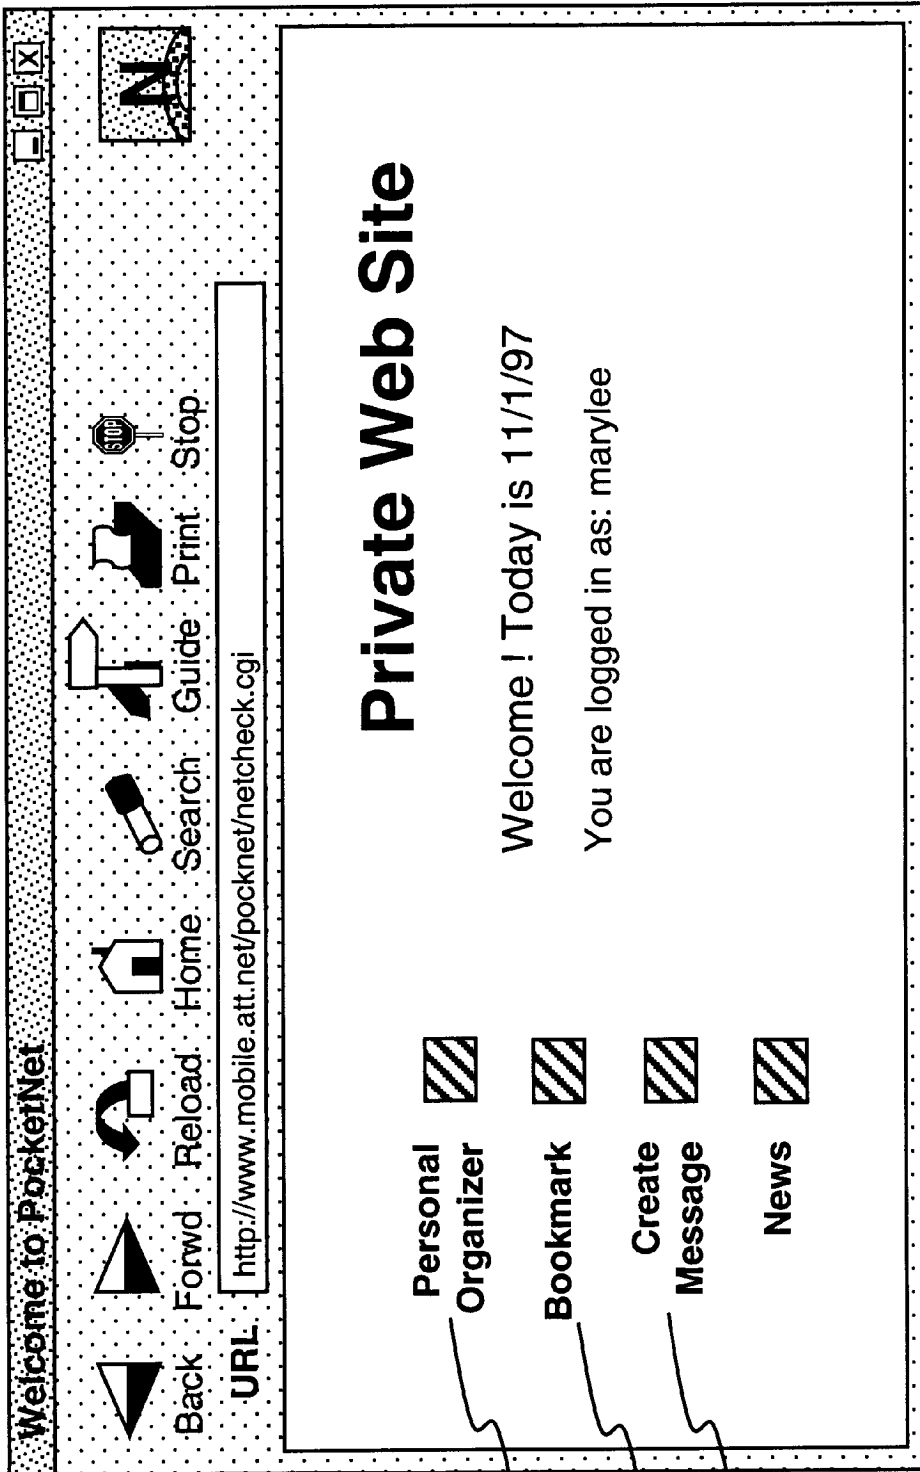 Welcome to PocketNet
N
STOP
Back Forwd Reload Home Search Guide Print Stop
URL http://www.mobile.att.net/pocknet/netcheck.cgi
Private Web Site
Welcome ! Today is 11/1/97
You are logged in as: marylee
Personal
Organizer
Bookmark
Create
Message
News